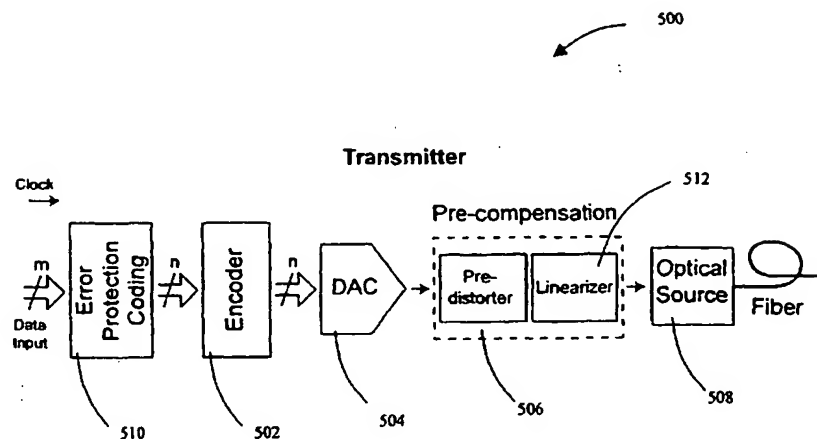 500
Transmitter
Clock
512
Pre-compensation
m
Data
Input
Error
Protection
Coding
n
Encoder
n
DAC
Pre-
distorter
Linearizer
Optical
Source
Fiber
510
502
504
506
508